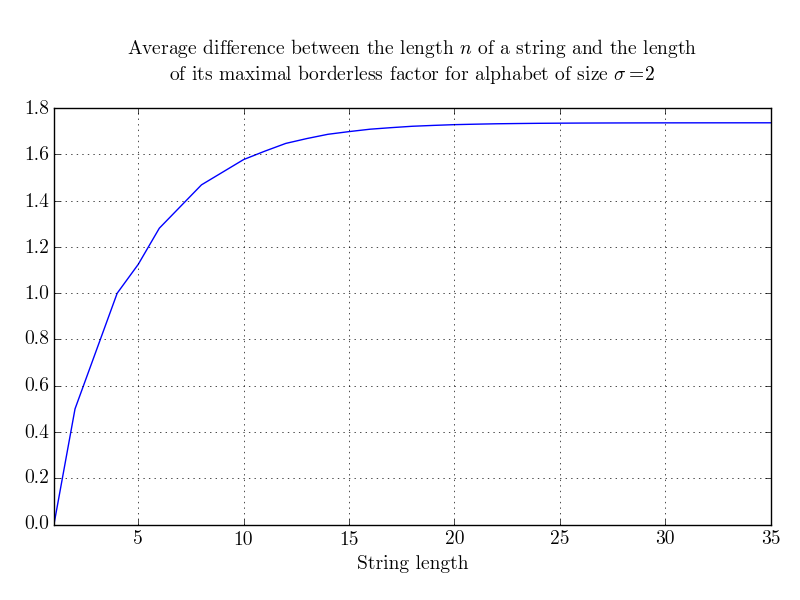 Average difference between the length n of a string and the length
of its maximal borderless factor for alphabet of size σ=2
1.8
1.6
1.4
1.2
1.0
0.8
0.6
0.4
0.2
0.0
5 10 15 20 25 30 35
String length